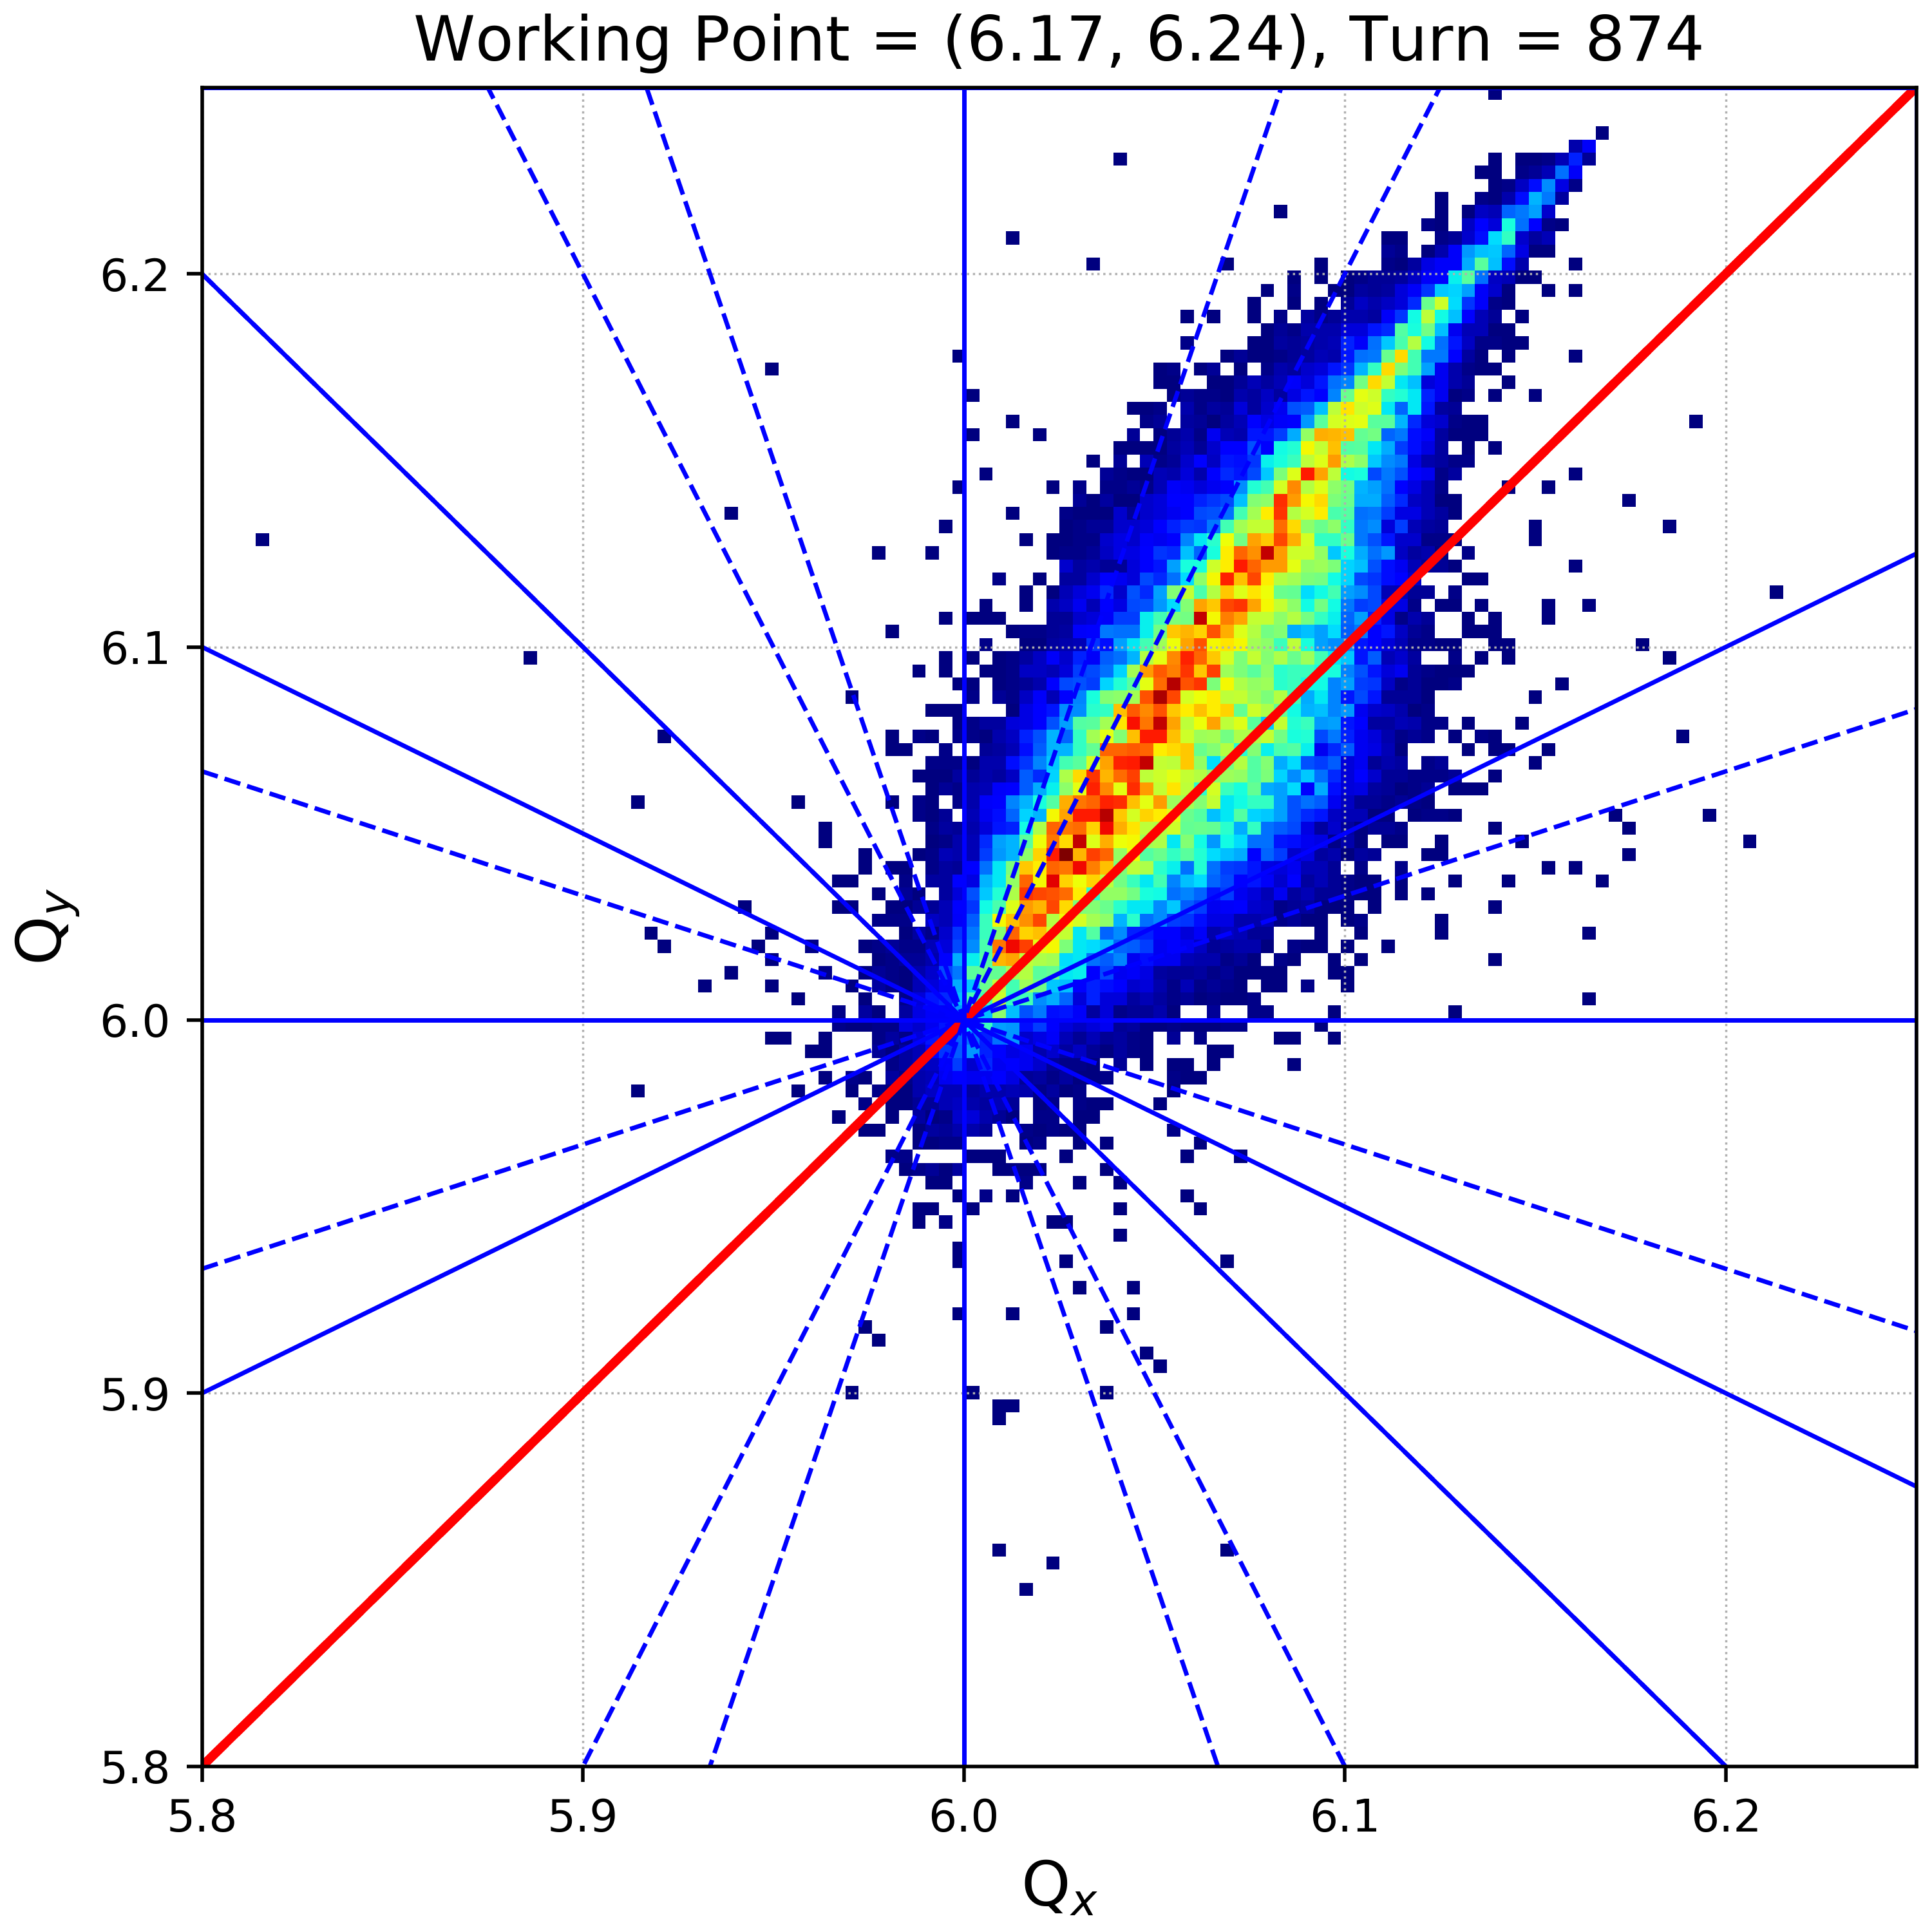 Working Point = (6.17, 6.24), Turn = 874
6.2
6.1
6.0
5.9
5.8
Qy
5.8 5.9 6.0 6.1 6.2
Qx